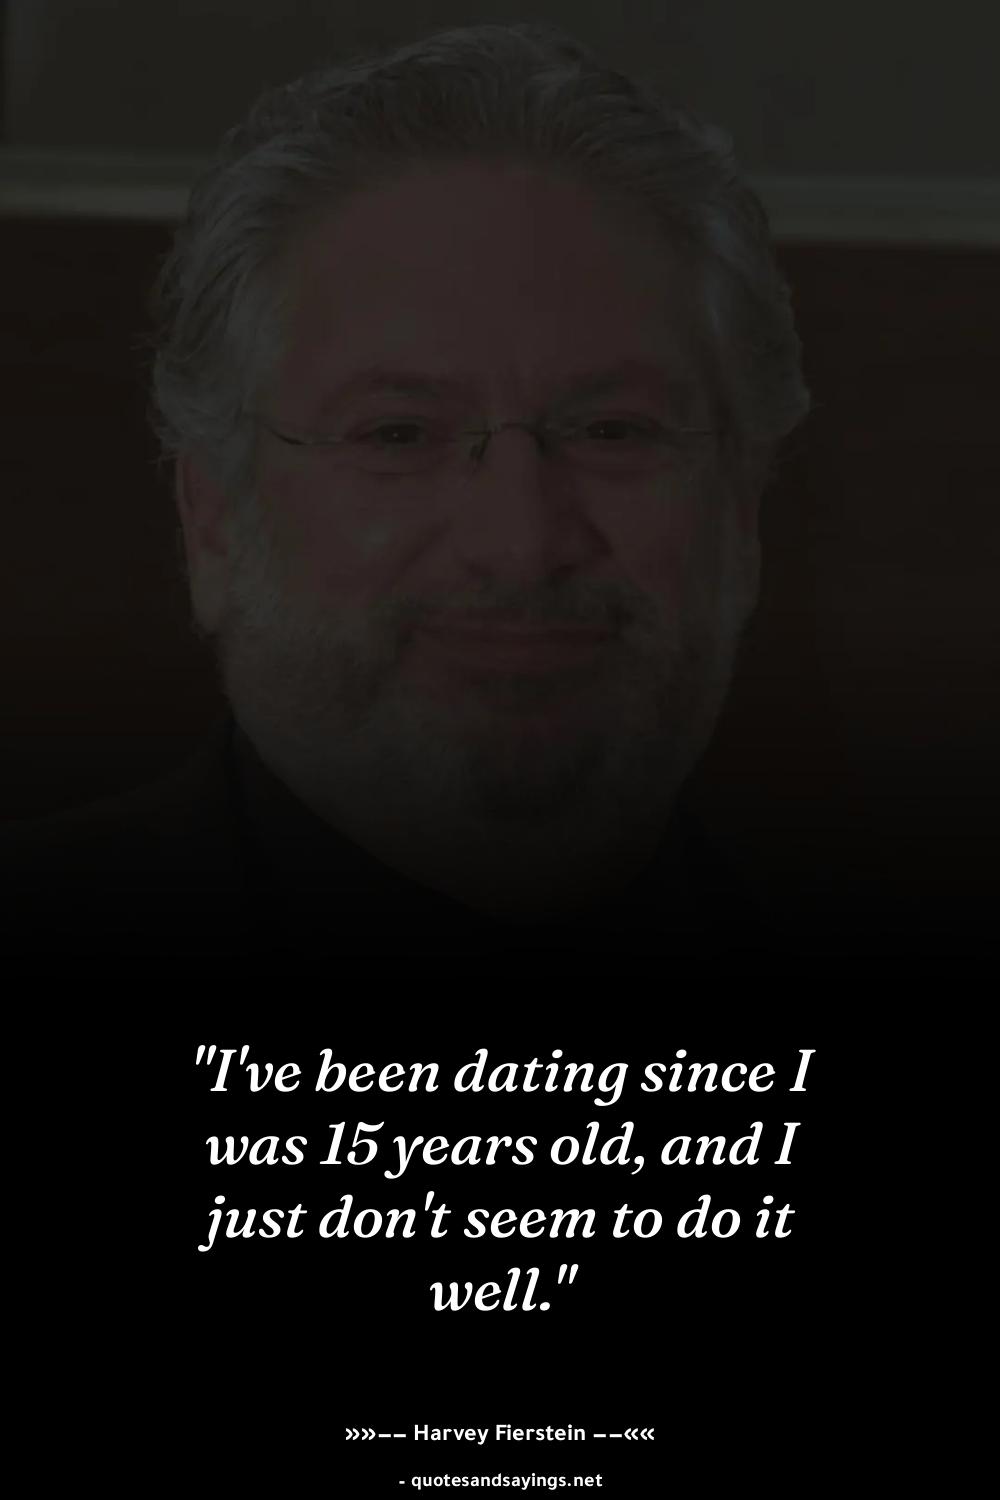 "I've been dating since I
was 15 years old, and I
just don't seem to do it
well."
»»−− Harvey Fierstein −−««
- quotesandsayings.net